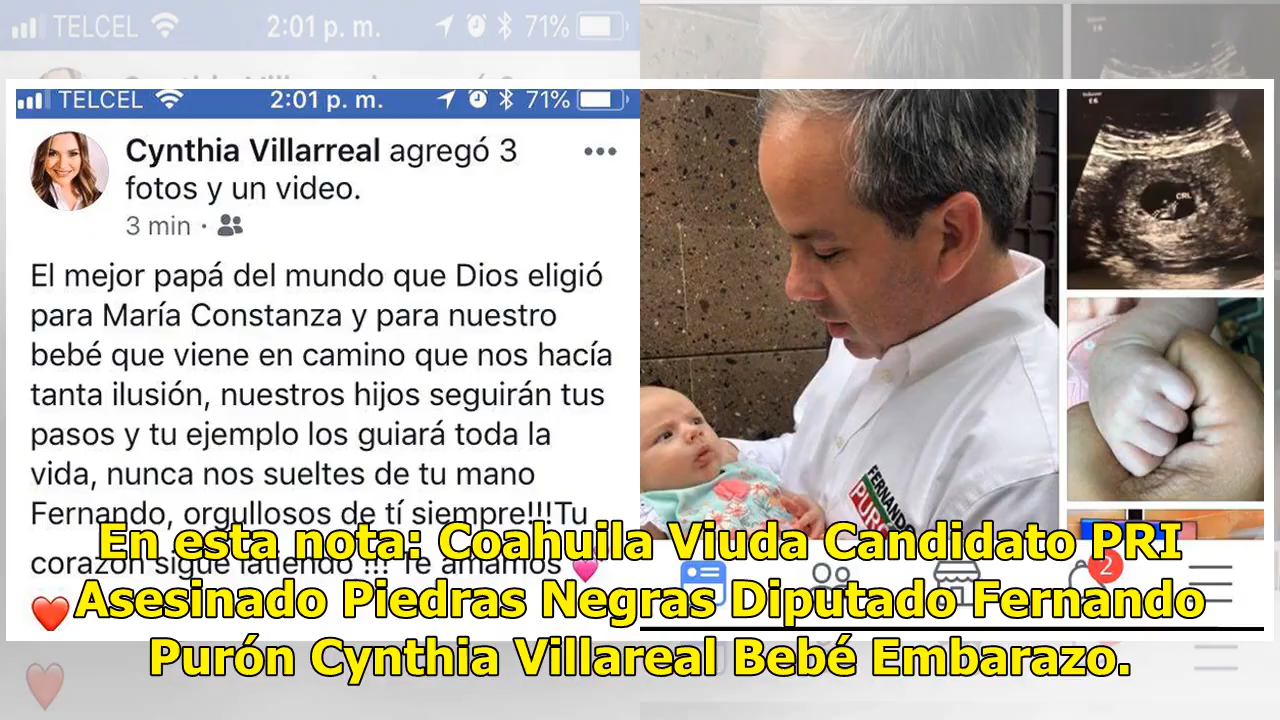 TELCEL 2:01 p. m. 71%
TELCEL 2:01 p. m. 71%
Cynthia Villarreal agregó 3
fotos y un video.
3 min ·
El mejor papá del mundo que Dios eligió
para María Constanza y para nuestro
bebé que viene en camino que nos hacía
tanta ilusión, nuestros hijos seguirán tus
pasos y tu ejemplo los guiará toda la
vida, nunca nos sueltes de tu mano
Fernando, orgullosos de tí siempre!!!Tu
corazón sigue latiendo !!! Te amamos 💕
❤️
CRL
FERNANDO
PURÓ
2
En esta nota: Coahuila Viuda Candidato PRI
Asesinado Piedras Negras Diputado Fernando
Purón Cynthia Villareal Bebé Embarazo.